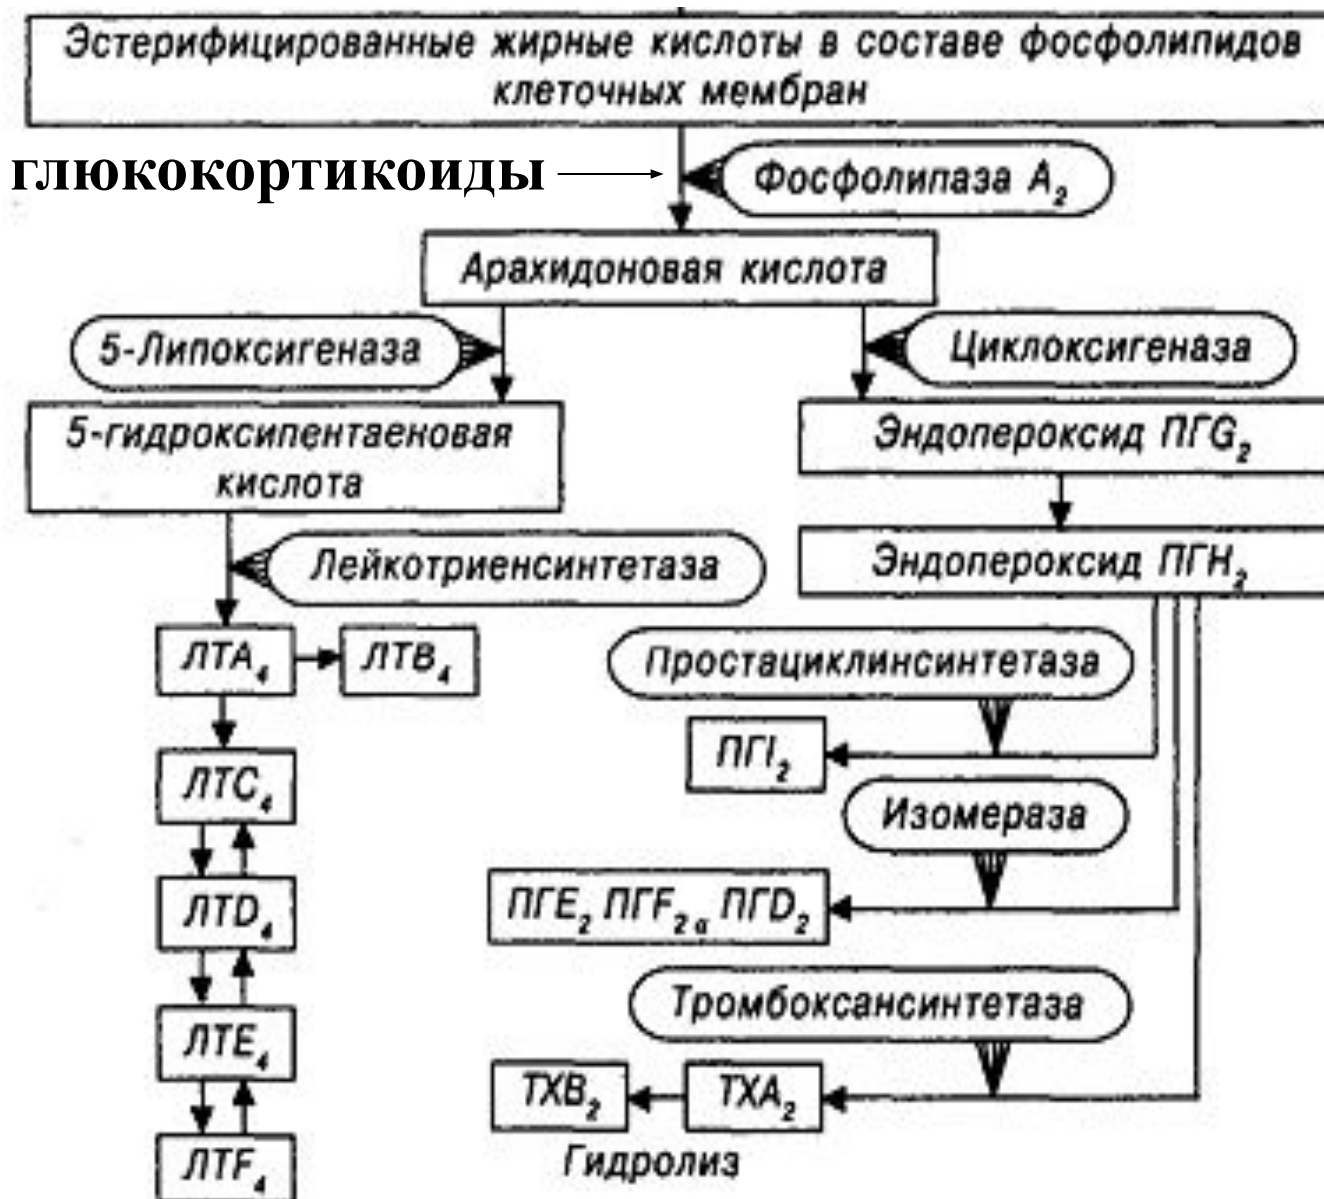 Эстерифицированные жирные кислоты в составе фосфолипидов
клеточных мембран
глюкокортикоиды
Фосфолипаза А₂
Арахидоновая кислота
5-Липоксигеназа
Циклоксигеназа
5-гидроксипентаеновая
кислота
Эндопероксид ПГG₂
Лейкотриенсинтетаза
Эндопероксид ПГН₂
ЛТА₄
ЛТВ₄
Простациклинсинтетаза
ПГI₂
ЛТС₄
Изомераза
ЛТD₄
ПГЕ₂ ПГF₂α ПГD₂
Тромбоксансинтетаза
ЛТЕ₄
ТХВ₂
ТХА₂
Гидролиз
ЛТF₄